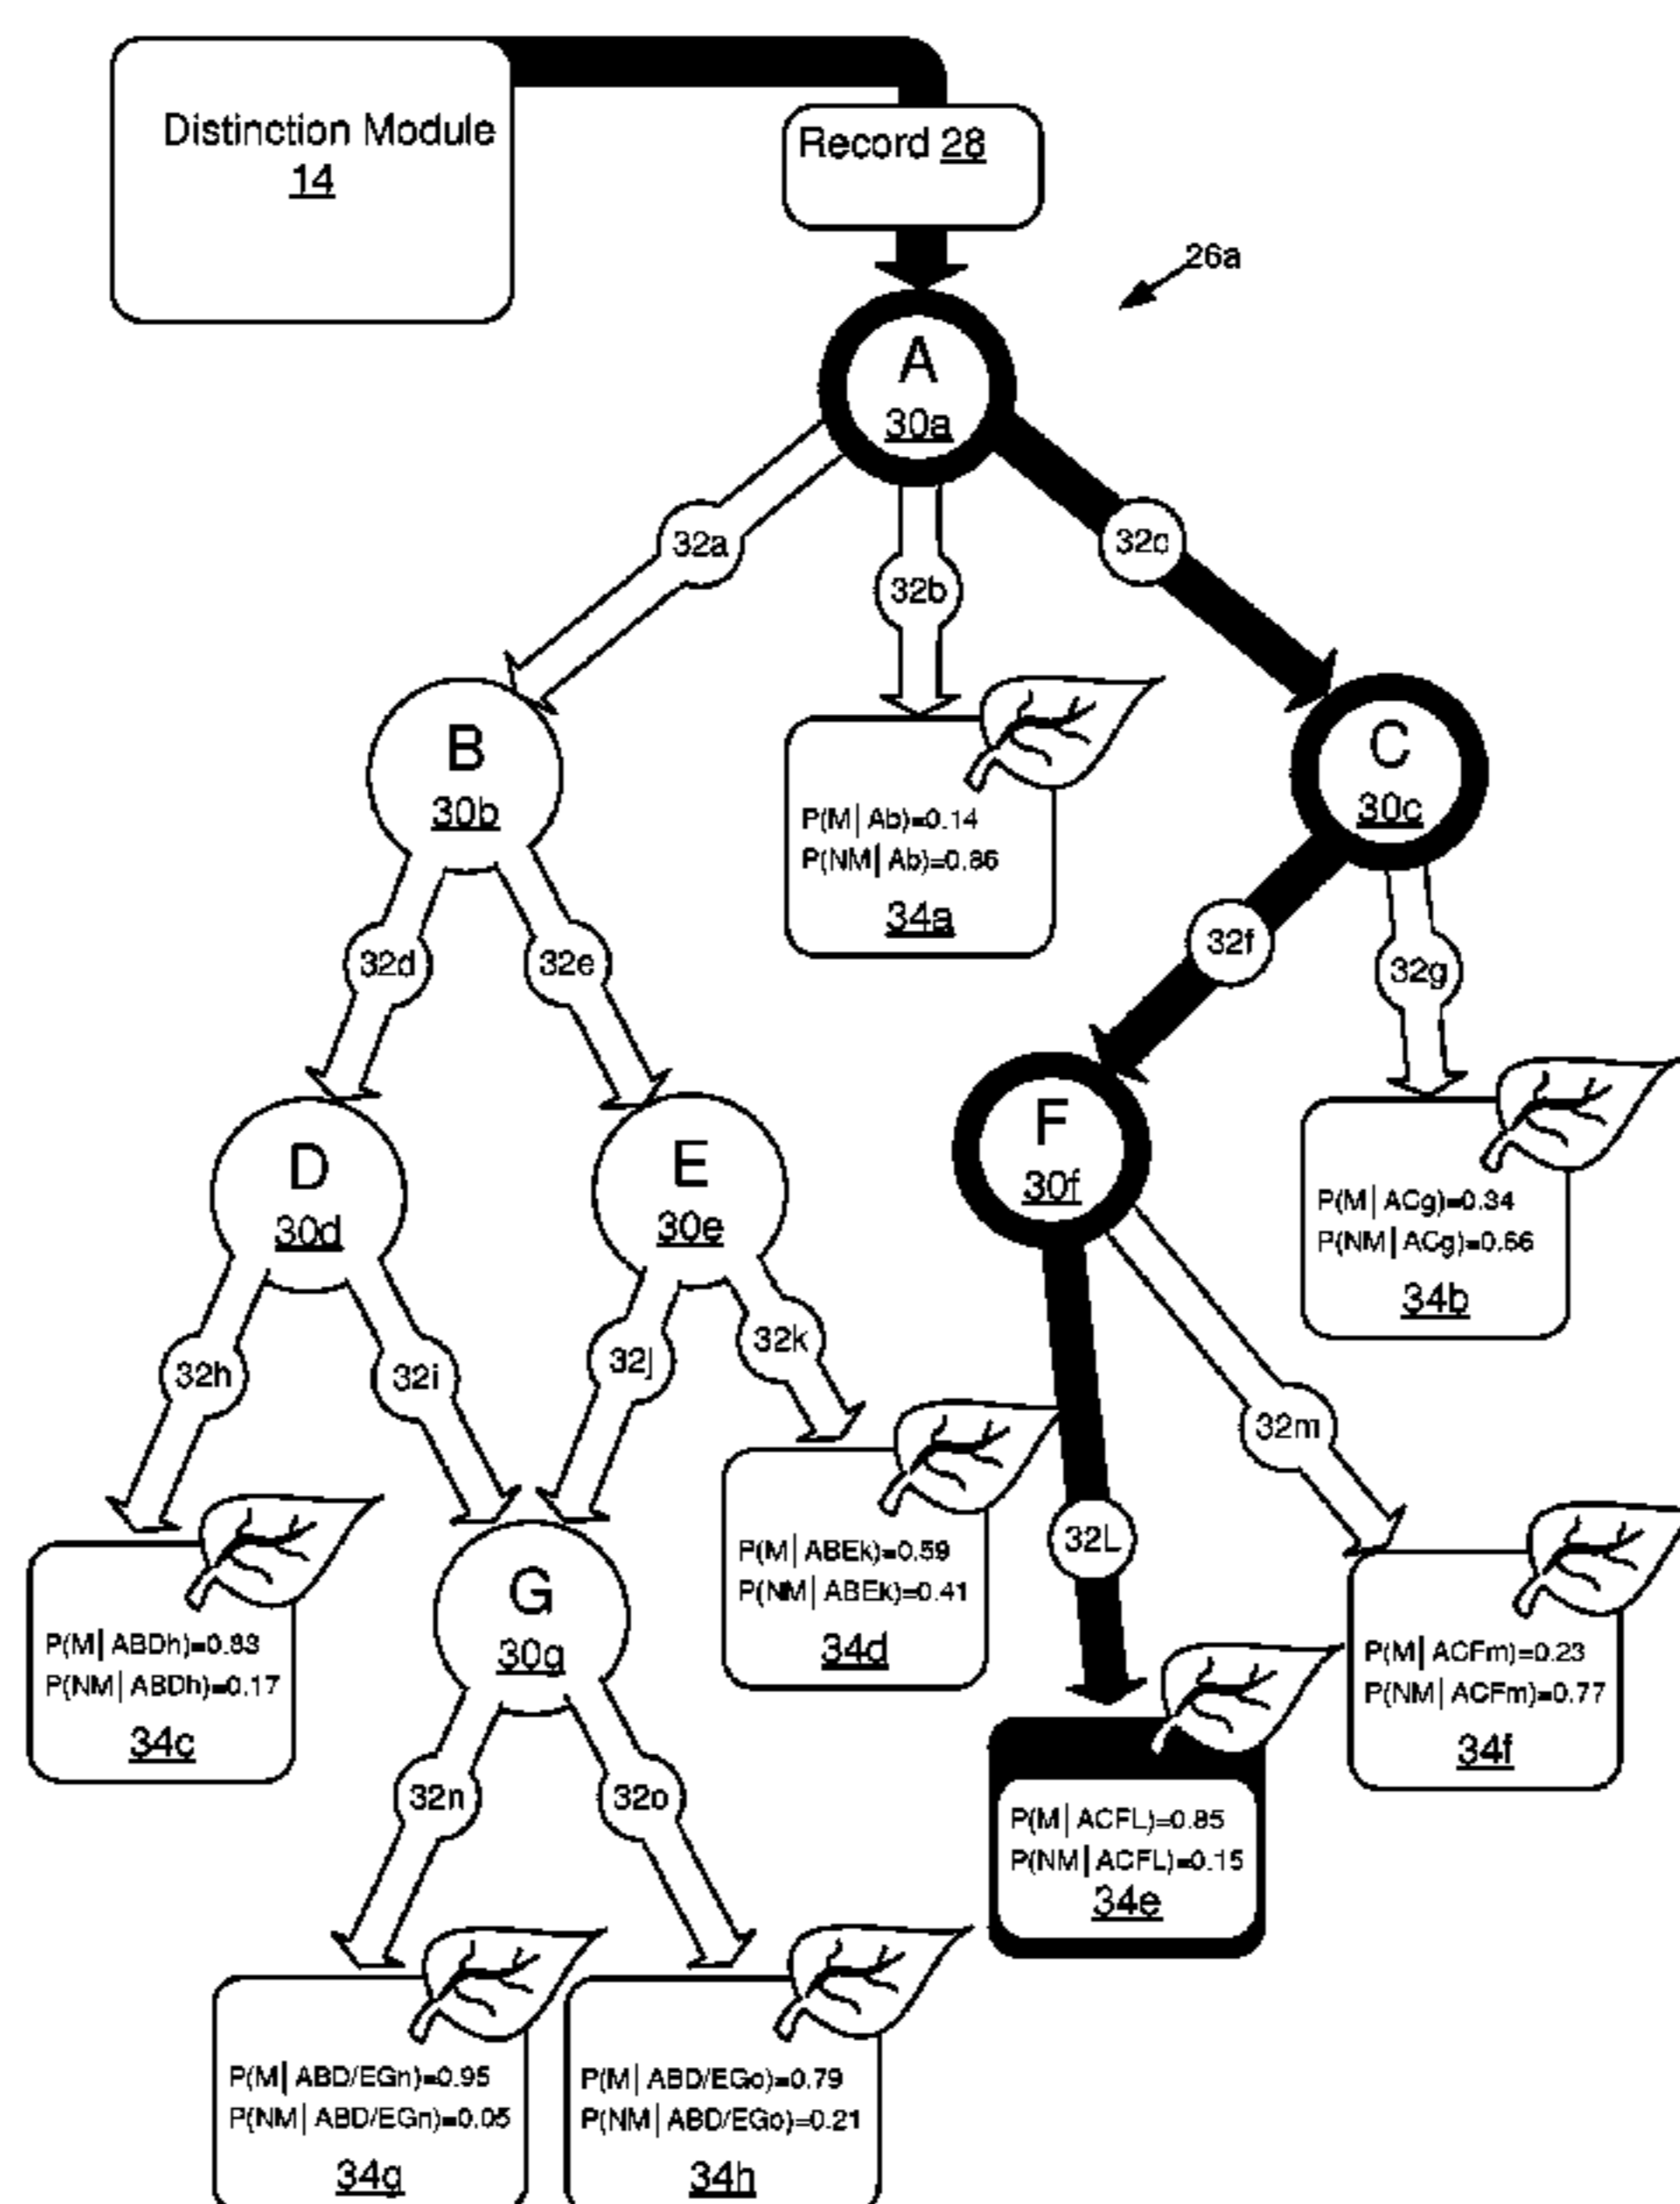 Distinction Module
14
Record 28
26a
A
30a
32a
32b
32c
B
30b
C
30c
P(M|Ab)=0.14
P(NM|Ab)=0.86
34a
32d
32e
32f
32g
D
30d
E
30e
F
30f
P(M|ACg)=0.34
P(NM|ACg)=0.66
34b
32h
32i
32j
32k
32m
32L
G
30g
P(M|ABEk)=0.59
P(NM|ABEk)=0.41
34d
P(M|ABDh)=0.83
P(NM|ABDh)=0.17
34c
P(M|ACFm)=0.23
P(NM|ACFm)=0.77
34f
32n
32o
P(M|ACFL)=0.85
P(NM|ACFL)=0.15
34e
P(M|ABD/EGn)=0.95
P(NM|ABD/EGn)=0.05
34g
P(M|ABD/EGo)=0.79
P(NM|ABD/EGo)=0.21
34h